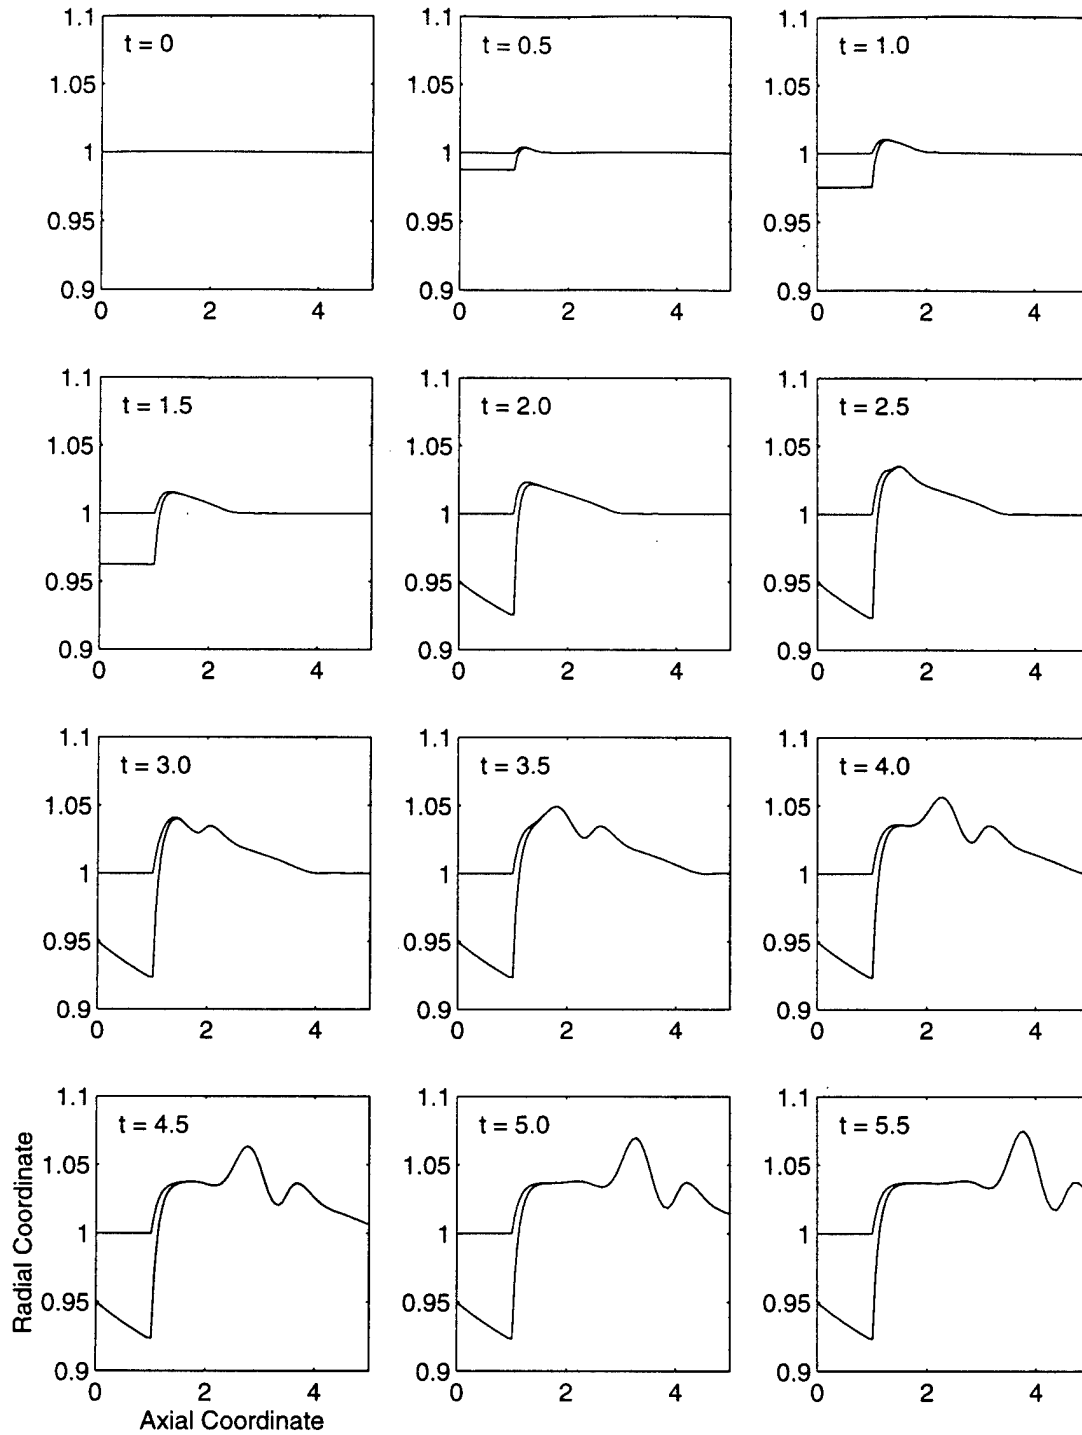 1.1 1.1 1.1
t = 0 t = 0.5 t = 1.0
1.05 1.05 1.05
1 1 1
0.95 0.95 0.95
0.9 0.9 0.9
0 2 4 0 2 4 0 2 4
1.1 1.1 1.1
t = 1.5 t = 2.0 t = 2.5
1.05 1.05 1.05
1 1 1
0.95 0.95 0.95
0.9 0.9 0.9
0 2 4 0 2 4 0 2 4
1.1 1.1 1.1
t = 3.0 t = 3.5 t = 4.0
1.05 1.05 1.05
1 1 1
0.95 0.95 0.95
0.9 0.9 0.9
0 2 4 0 2 4 0 2 4
1.1 1.1 1.1
t = 4.5 t = 5.0 t = 5.5
1.05 1.05 1.05
1 1 1
0.95 0.95 0.95
0.9 0.9 0.9
0 2 4 0 2 4 0 2 4
Radial Coordinate
Axial Coordinate